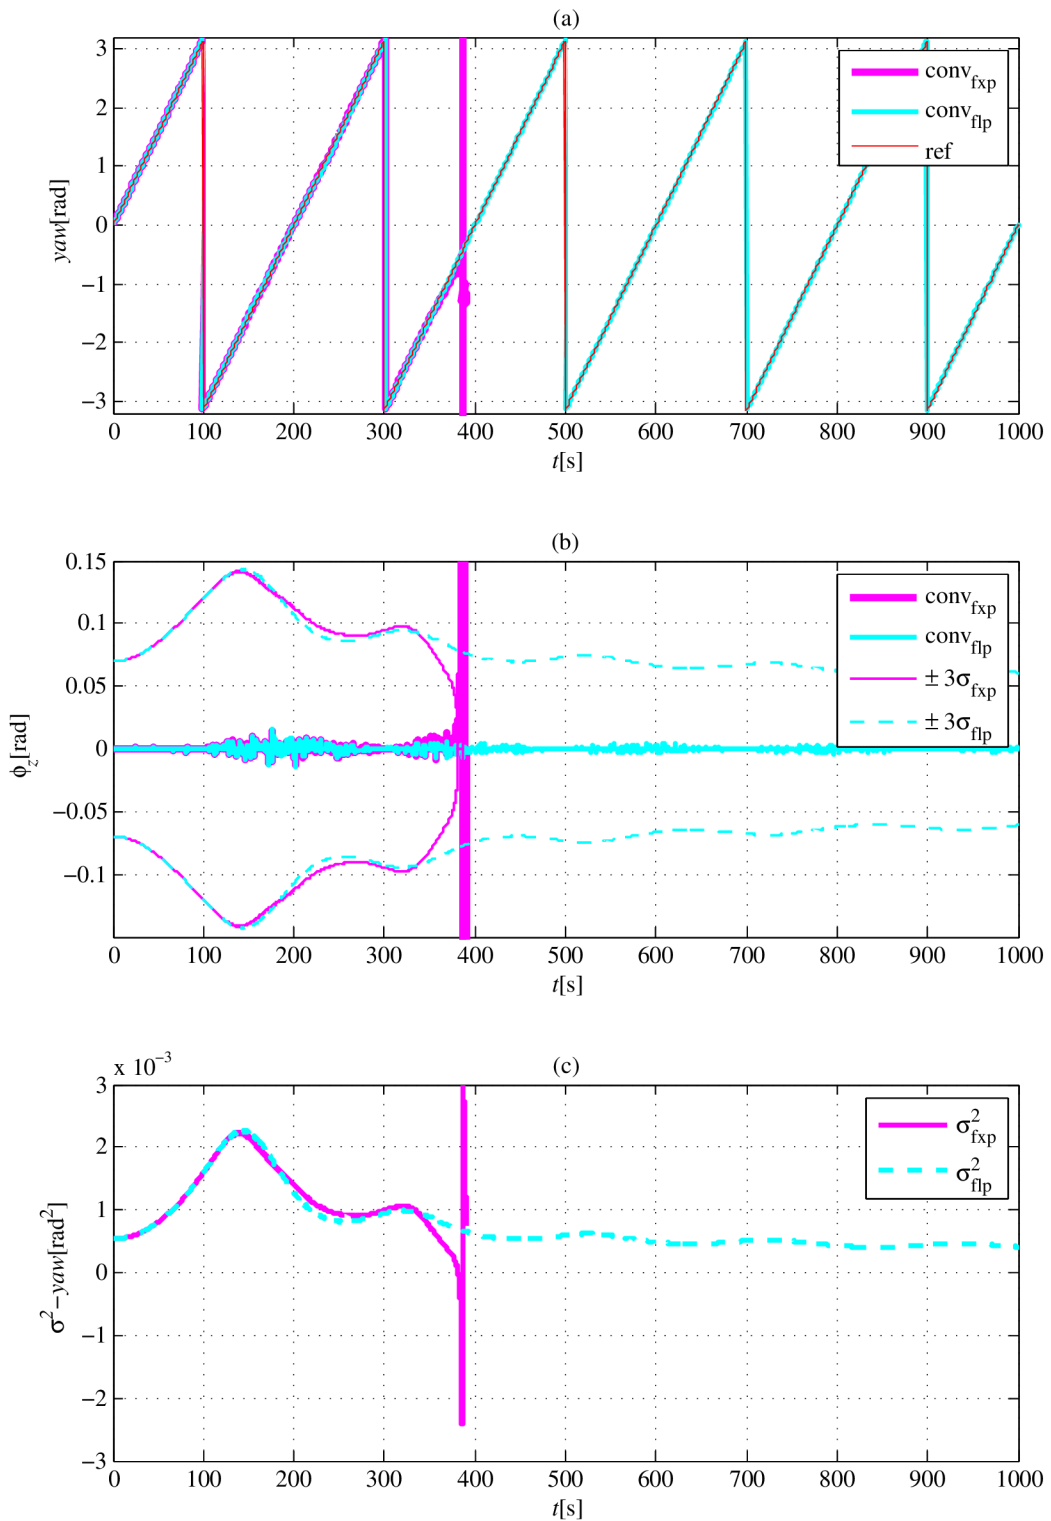 (a)
3
2
1
0
−1
−2
−3
yaw[rad]
conv_fxp
conv_flp
ref
0 100 200 300 400 500 600 700 800 900 1000
t[s]
(b)
0.15
0.1
0.05
0
−0.05
−0.1
ϕ_z[rad]
conv_fxp
conv_flp
± 3σ_fxp
± 3σ_flp
0 100 200 300 400 500 600 700 800 900 1000
t[s]
(c)
x 10^−3
3
2
1
0
−1
−2
−3
σ^2−yaw[rad^2]
σ^2_fxp
σ^2_flp
0 100 200 300 400 500 600 700 800 900 1000
t[s]